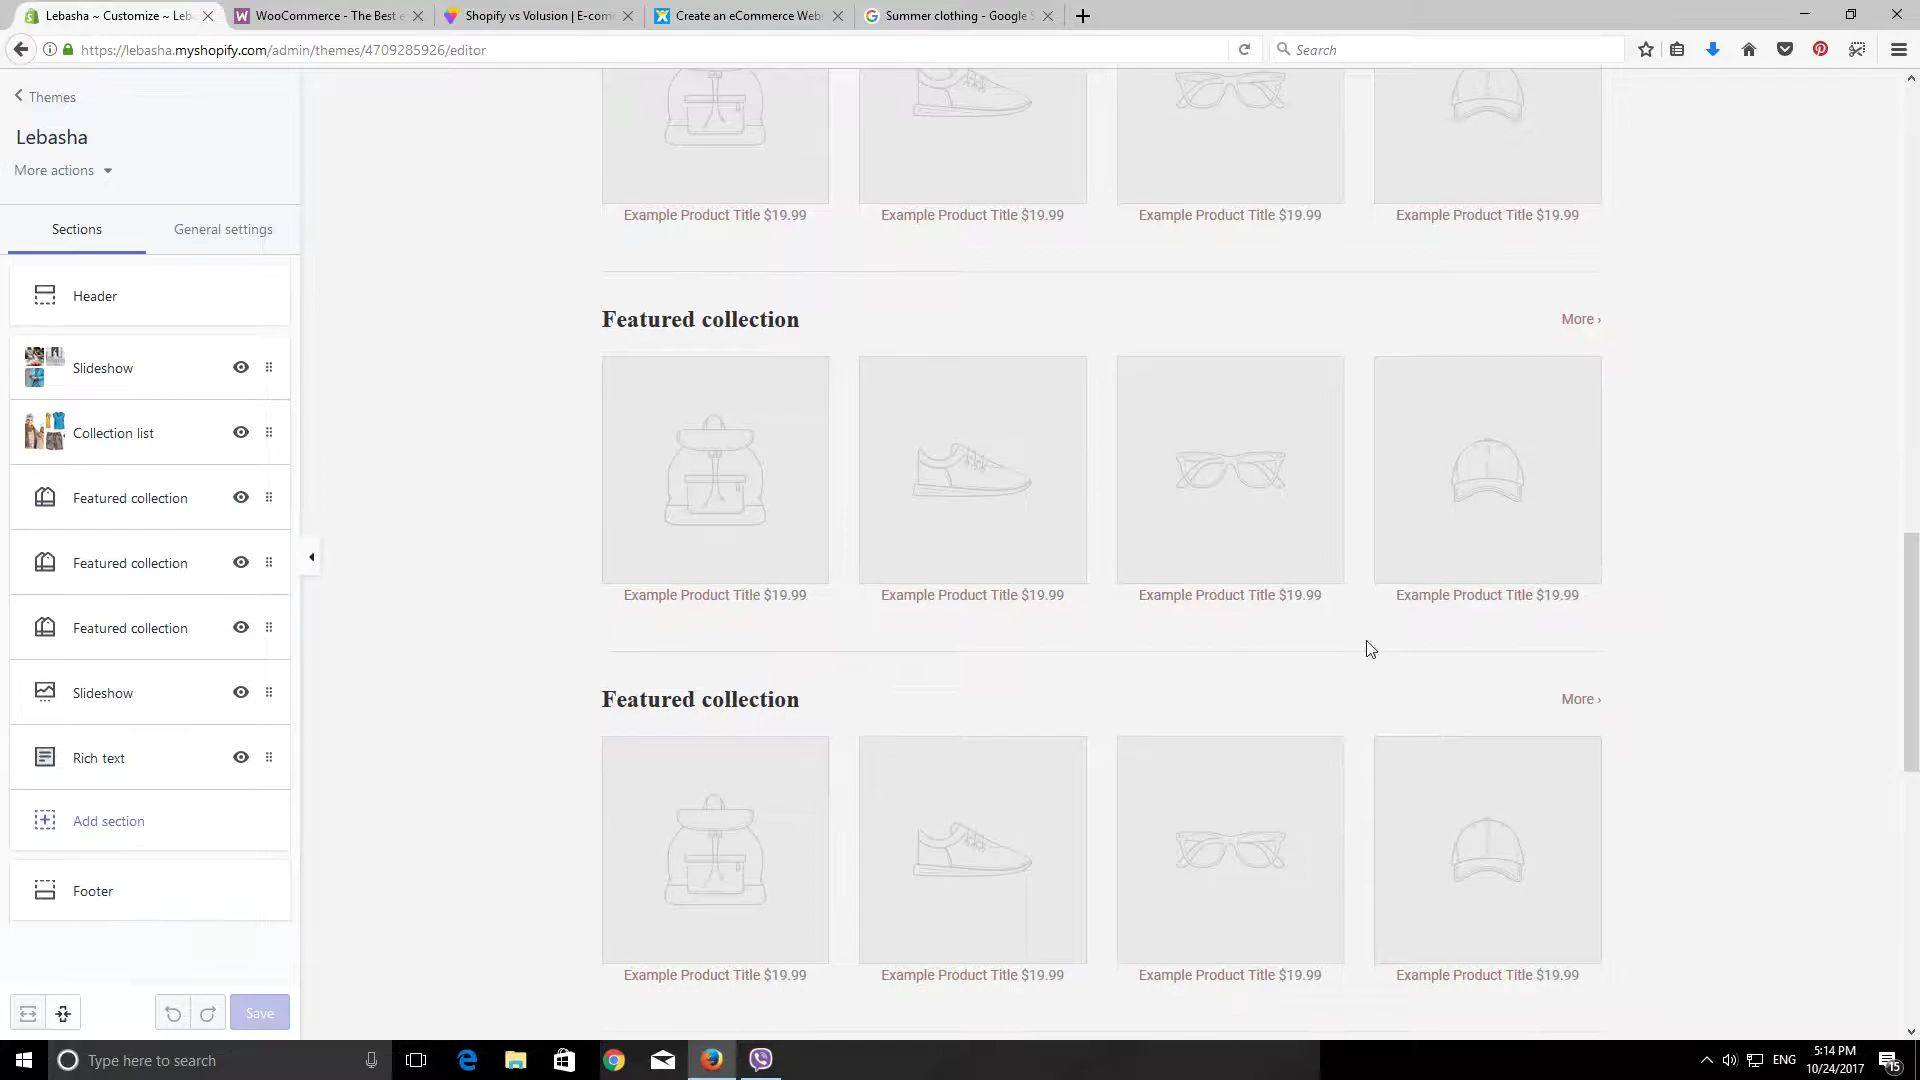 Lebasha ~ Customize ~ Leb
WooCommerce - The Best e
Shopify vs Volusion | E-com
Create an eCommerce Web
Summer clothing - Google S
https://lebasha.myshopify.com/admin/themes/4709285926/editor
Search
Themes
Lebasha
More actions
Sections
General settings
Header
Slideshow
Collection list
Featured collection
Featured collection
Featured collection
Slideshow
Rich text
Add section
Footer
Save
Example Product Title $19.99
Example Product Title $19.99
Example Product Title $19.99
Example Product Title $19.99
Featured collection
More ›
Example Product Title $19.99
Example Product Title $19.99
Example Product Title $19.99
Example Product Title $19.99
Featured collection
More ›
Example Product Title $19.99
Example Product Title $19.99
Example Product Title $19.99
Example Product Title $19.99
Type here to search
ENG
5:14 PM
10/24/2017
15